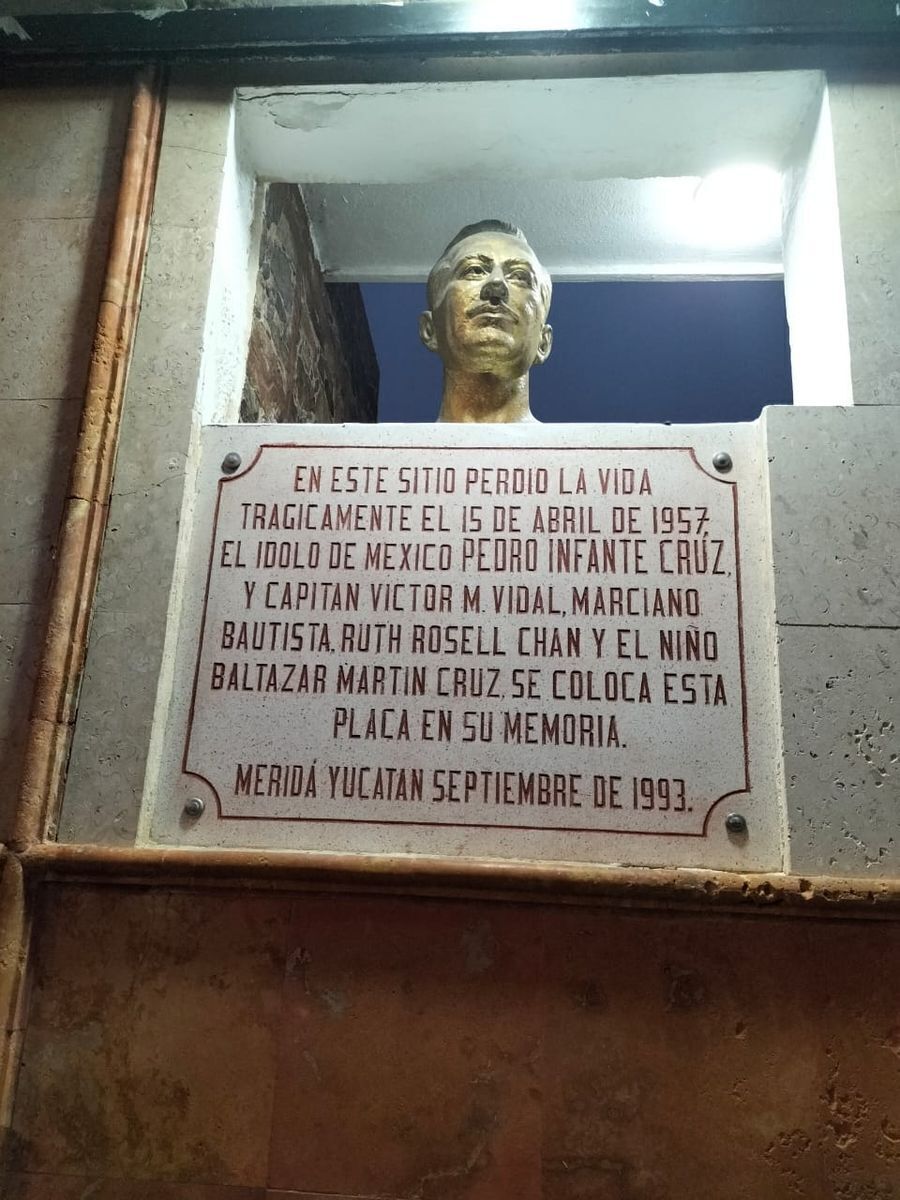 EN ESTE SITIO PERDIO LA VIDA
TRAGICAMENTE EL 15 DE ABRIL DE 1957,
EL IDOLO DE MEXICO PEDRO INFANTE CRÚZ,
Y CAPITAN VICTOR M. VIDAL, MARCIANO
BAUTISTA, RUTH ROSELL CHAN Y EL NIÑO
BALTAZAR MARTIN CRUZ, SE COLOCA ESTA
PLACA EN SU MEMORIA.
MERIDÁ YUCATAN SEPTIEMBRE DE 1993.